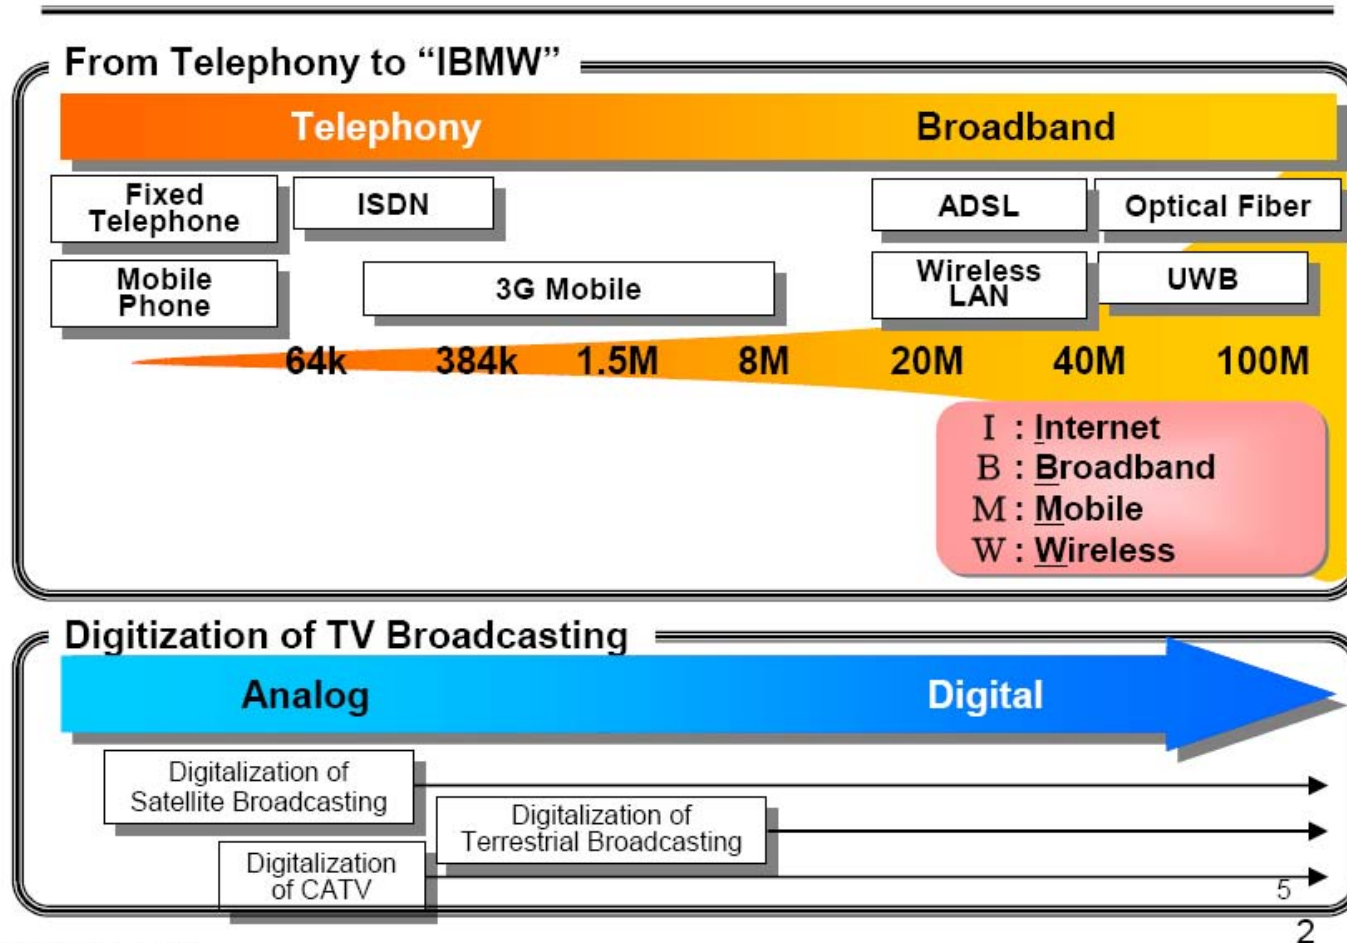 From Telephony to “IBMW”
Telephony
Broadband
Fixed
Telephone
ISDN
ADSL
Optical Fiber
Mobile
Phone
3G Mobile
Wireless
LAN
UWB
64k
384k
1.5M
8M
20M
40M
100M
I : Internet
B : Broadband
M : Mobile
W : Wireless
Digitization of TV Broadcasting
Analog
Digital
Digitalization of
Satellite Broadcasting
Digitalization of
Terrestrial Broadcasting
Digitalization
of CATV
5
2